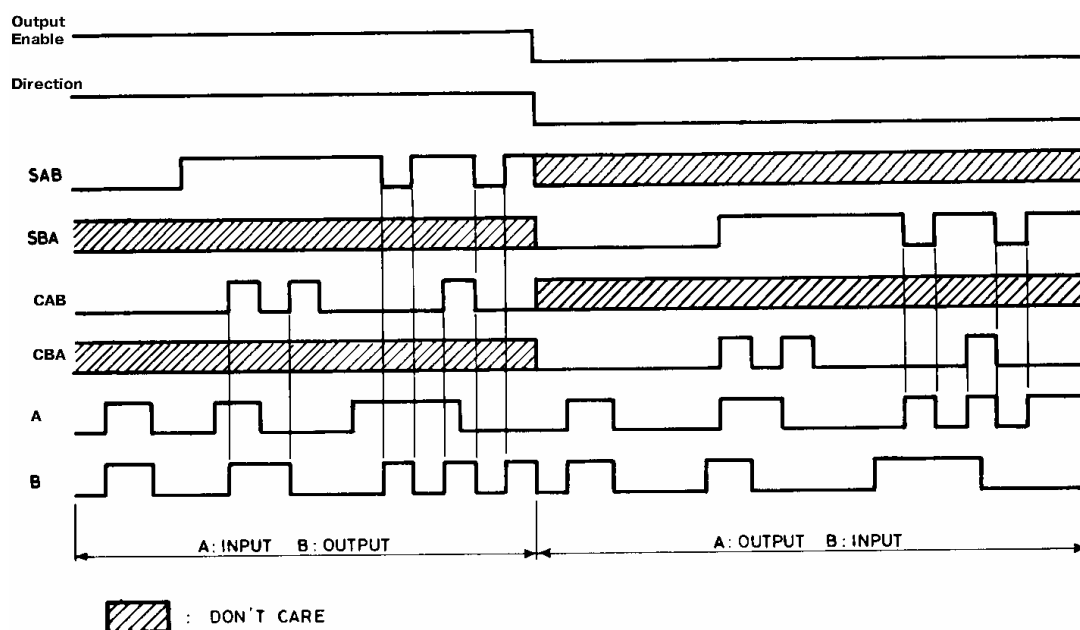 Output
Enable
Direction
SAB
SBA
CAB
CBA
A
B
A: INPUT B: OUTPUT
A: OUTPUT B: INPUT
: DON'T CARE